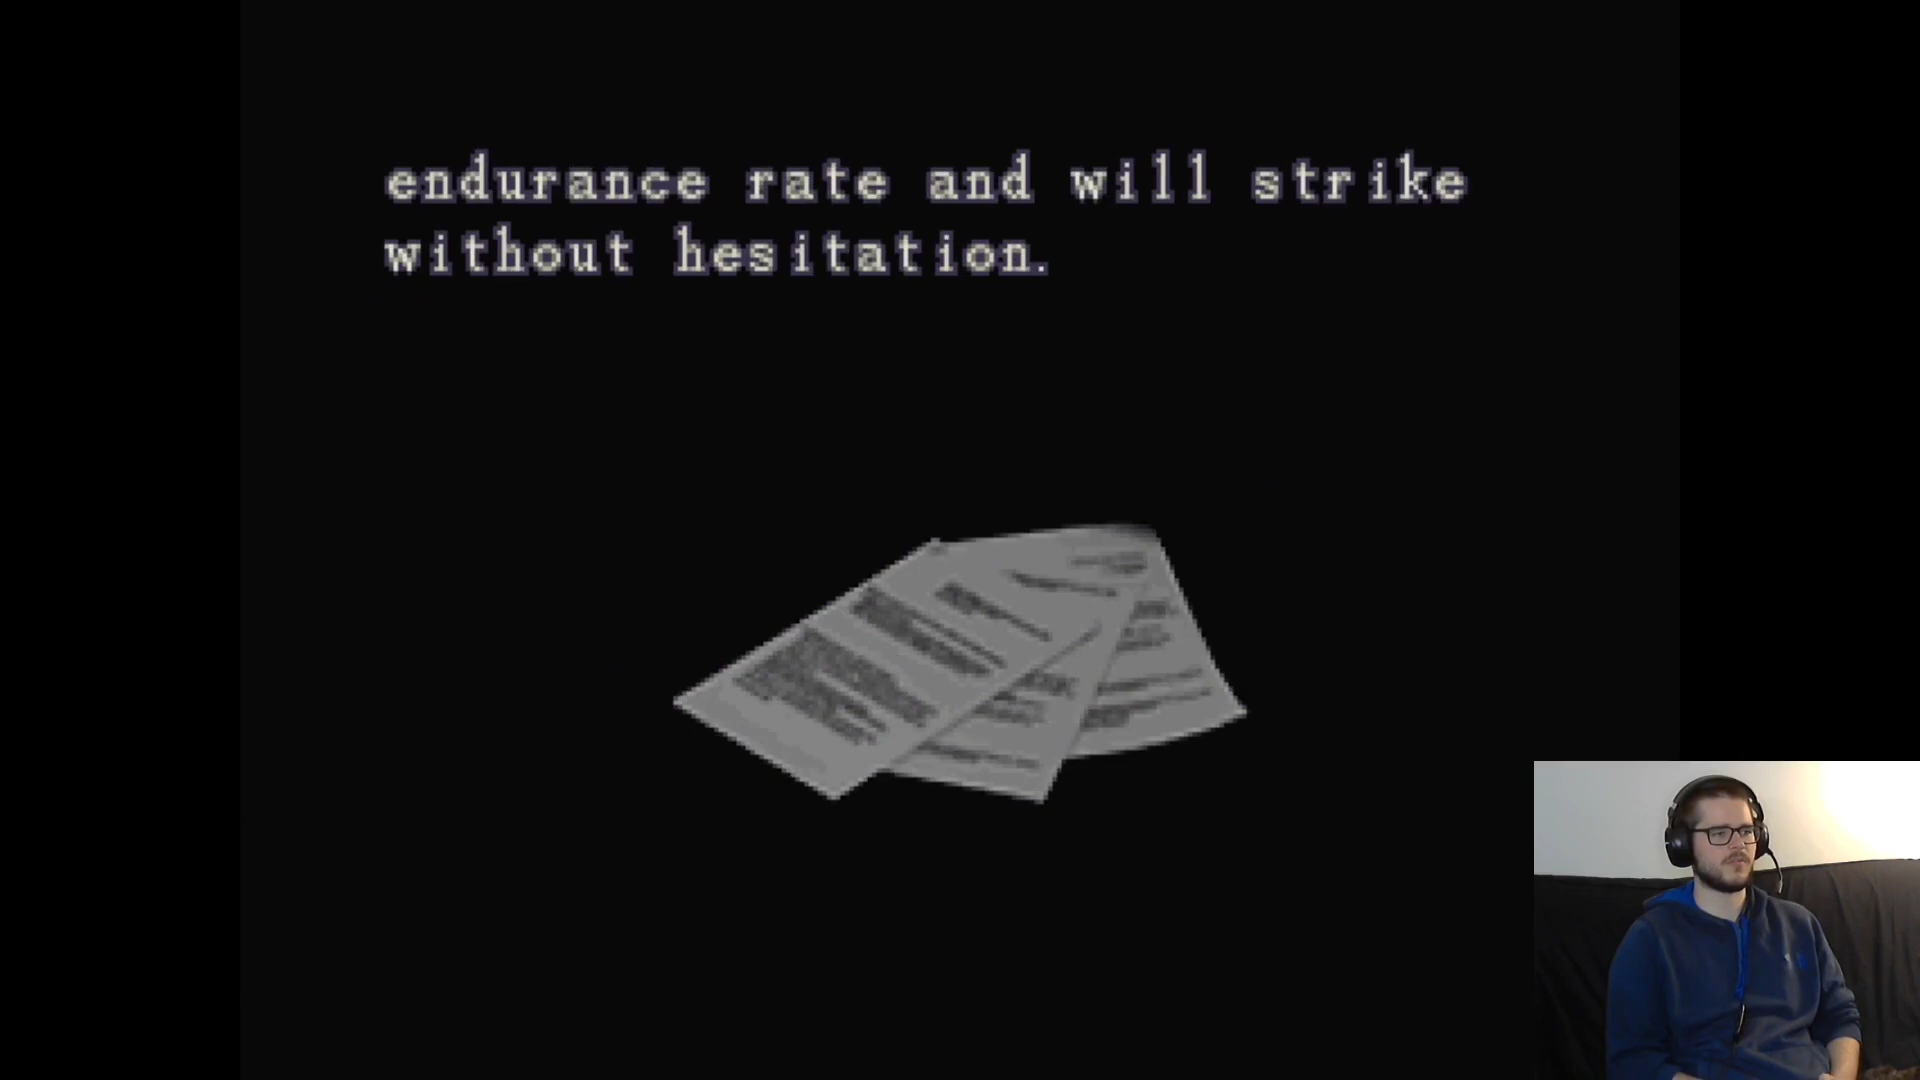 endurance rate and will strike
without hesitation.